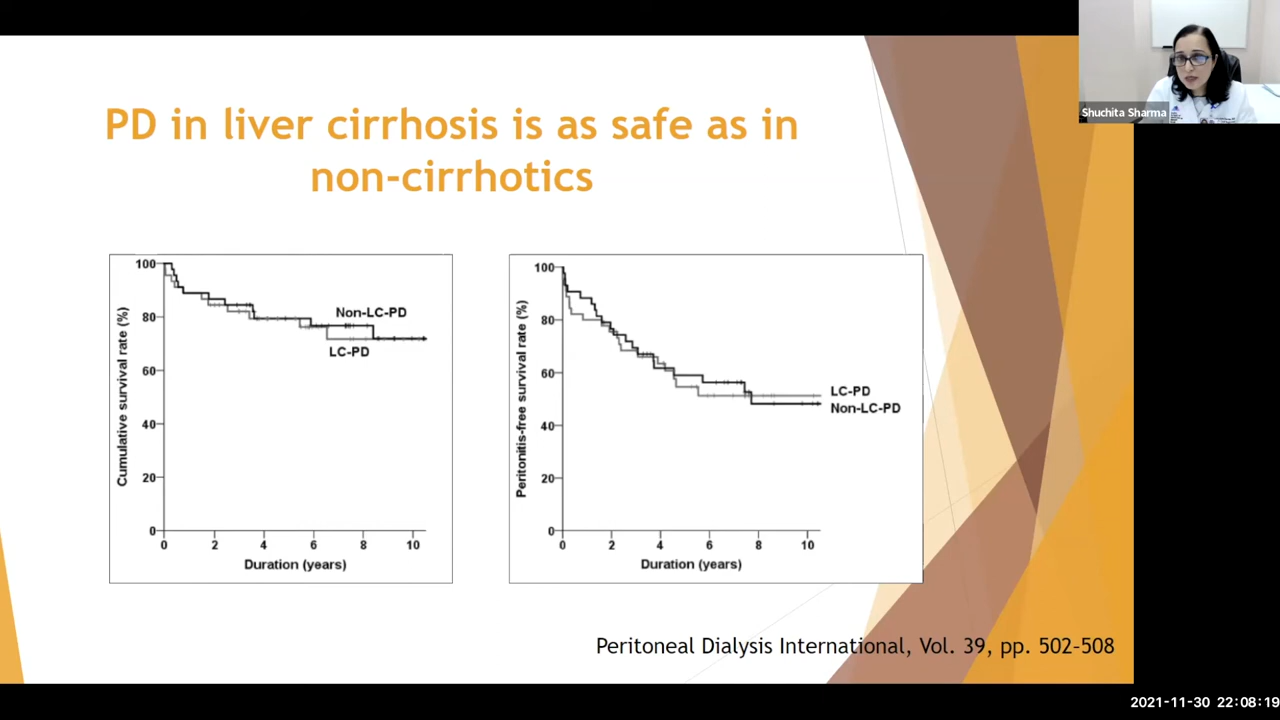 Shuchita Sharma
PD in liver cirrhosis is as safe as in
non-cirrhotics
100
80
60
40
20
0
Cumulative survival rate (%)
Non-LC-PD
LC-PD
0 2 4 6 8 10
Duration (years)
100
80
60
40
20
0
Peritonitis-free survival rate (%)
LC-PD
Non-LC-PD
0 2 4 6 8 10
Duration (years)
Peritoneal Dialysis International, Vol. 39, pp. 502-508
2021-11-30 22:08:19